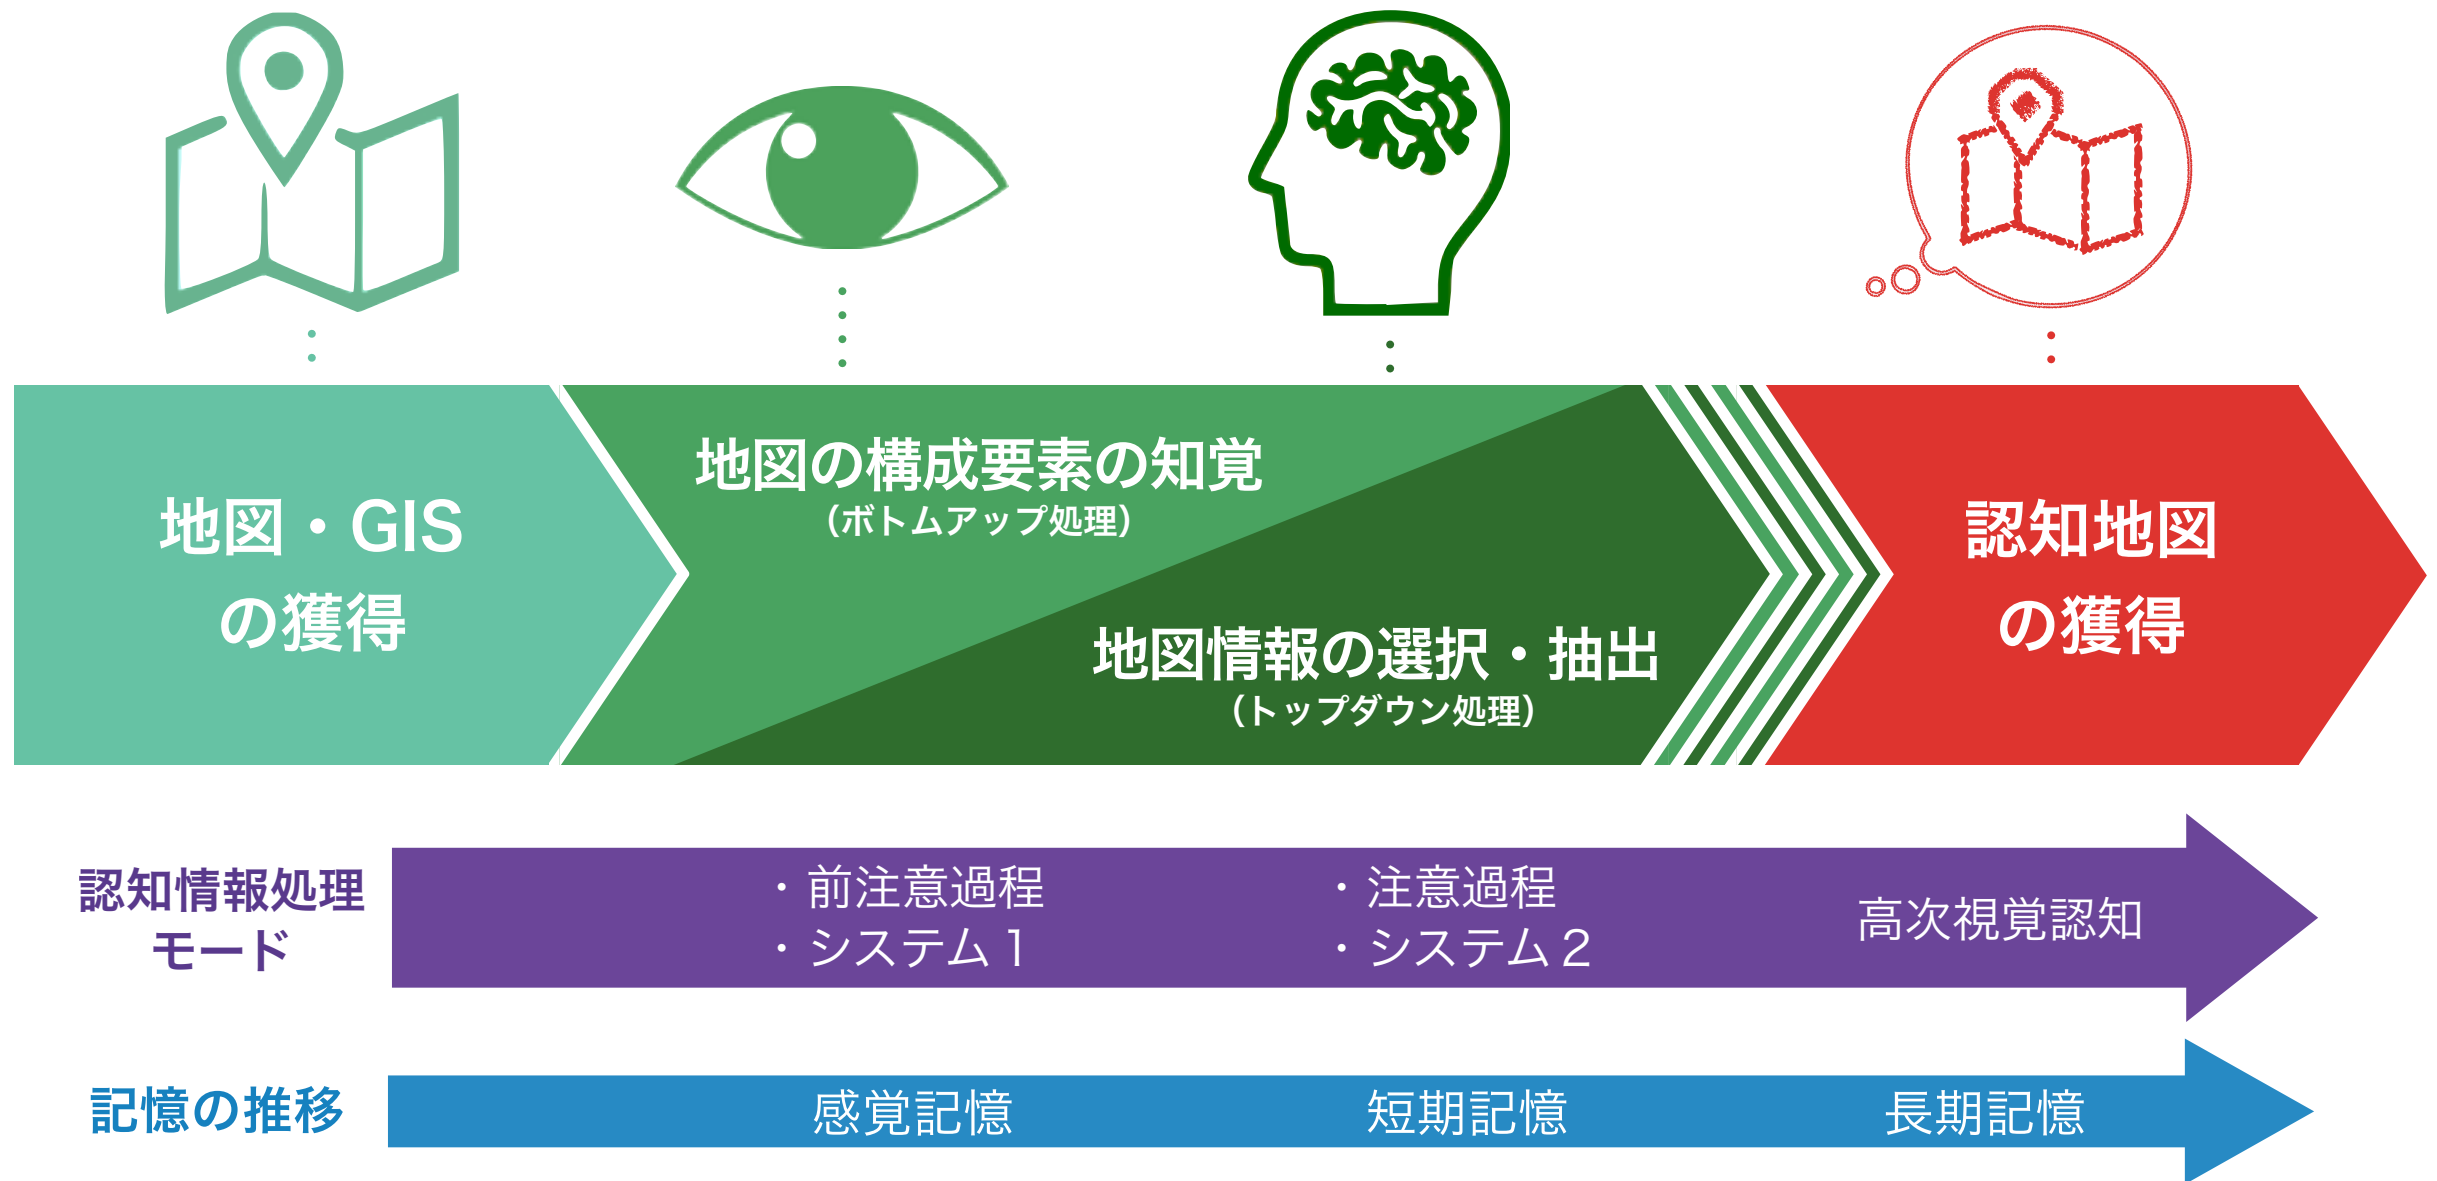 地図・GIS
の獲得
地図の構成要素の知覚
（ボトムアップ処理）
地図情報の選択・抽出
（トップダウン処理）
認知地図
の獲得
認知情報処理
モード
・前注意過程
・システム１
・注意過程
・システム２
高次視覚認知
記憶の推移
感覚記憶
短期記憶
長期記憶